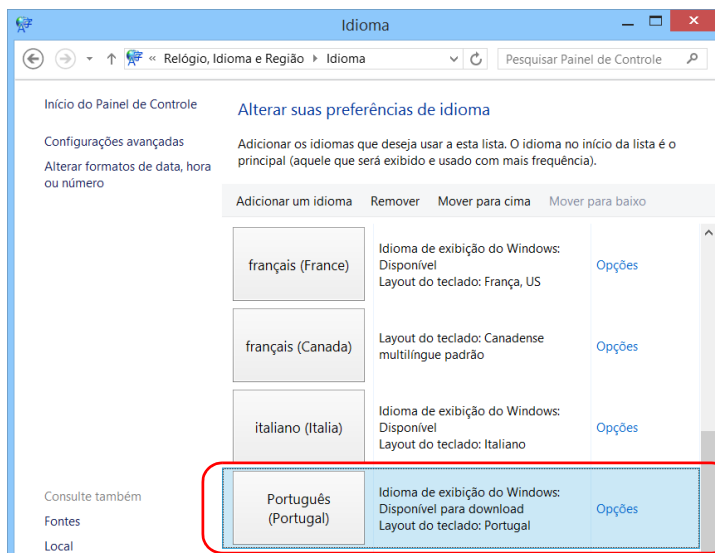 Idioma
« Relógio, Idioma e Região Idioma
Pesquisar Painel de Controle
Início do Painel de Controle
Configurações avançadas
Alterar formatos de data, hora
ou número
Alterar suas preferências de idioma
Adicionar os idiomas que deseja usar a esta lista. O idioma no início da lista é o
principal (aquele que será exibido e usado com mais frequência).
Adicionar um idioma Remover Mover para cima Mover para baixo
français (France)
Idioma de exibição do Windows:
Disponível
Layout do teclado: França, US
Opções
français (Canada)
Layout do teclado: Canadense
multilíngue padrão
Opções
italiano (Italia)
Idioma de exibição do Windows:
Disponível
Layout do teclado: Italiano
Opções
Português
(Portugal)
Idioma de exibição do Windows:
Disponível para download
Layout do teclado: Portugal
Opções
Consulte também
Fontes
Local